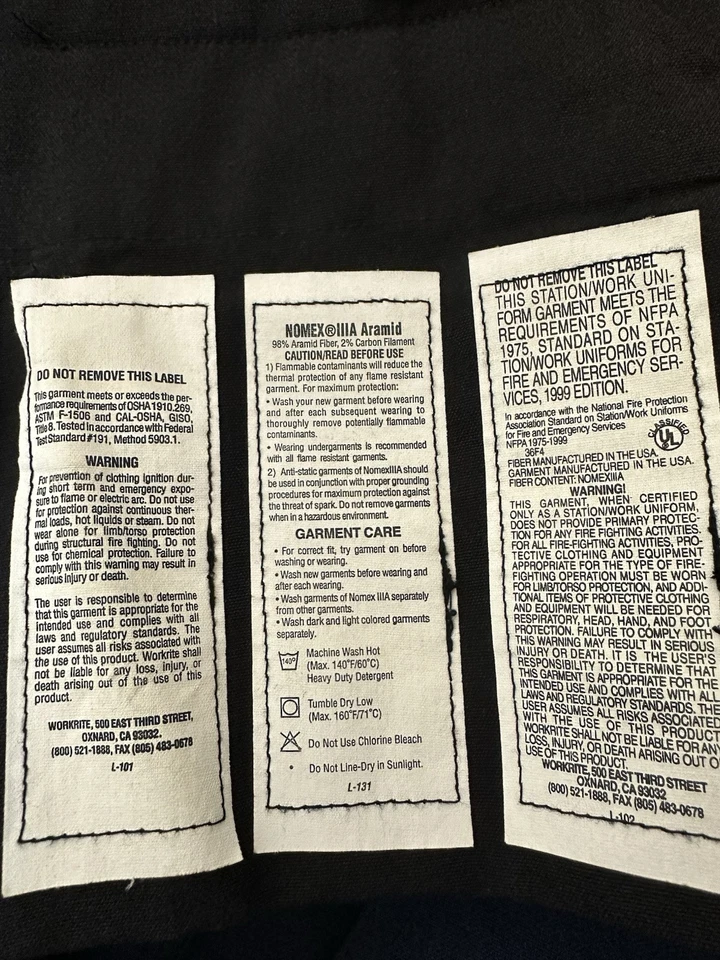 DO NOT REMOVE THIS LABEL
This garment meets or exceeds the per-
formance requirements of OSHA 1910.269,
ASTM F-1506 and CAL-OSHA, GISO,
Title 8. Tested in accordance with Federal
Test Standard #191, Method 5903.1.
WARNING
For prevention of clothing ignition dur-
ing short term and emergency expo-
sure to flame or electric arc. Do not use
for protection against continuous ther-
mal loads, hot liquids or steam. Do not
wear alone for limb/torso protection
during structural fire fighting. Do not
use for chemical protection. Failure to
comply with this warning may result in
serious injury or death.
The user is responsible to determine
that this garment is appropriate for the
intended use and complies with all
laws and regulatory standards. The
user assumes all risks associated with
the use of this product. Workrite shall
not be liable for any loss, injury, or
death arising out of the use of this
product.
WORKRITE, 500 EAST THIRD STREET,
OXNARD, CA 93032.
(800) 521-1888, FAX (805) 483-0678
L-101
NOMEX®IIIA Aramid
98% Aramid Fiber, 2% Carbon Filament
CAUTION/READ BEFORE USE
1) Flammable contaminants will reduce the
thermal protection of any flame resistant
garment. For maximum protection:
• Wash your new garment before wearing
and after each subsequent wearing to
thoroughly remove potentially flammable
contaminants.
• Wearing undergarments is recommended
with all flame resistant garments.
2) Anti-static garments of NomexIIIA should
be used in conjunction with proper grounding
procedures for maximum protection against
the threat of spark. Do not remove garments
when in a hazardous environment.
GARMENT CARE
• For correct fit, try garment on before
washing or wearing.
• Wash new garments before wearing and
after each wearing.
• Wash garments of Nomex IIIA separately
from other garments.
• Wash dark and light colored garments
separately.
140°
Machine Wash Hot
(Max. 140°F/60°C)
Heavy Duty Detergent
Tumble Dry Low
(Max. 160°F/71°C)
Do Not Use Chlorine Bleach
• Do Not Line-Dry in Sunlight.
L-131
DO NOT REMOVE THIS LABEL
THIS STATION/WORK UNI-
FORM GARMENT MEETS THE
REQUIREMENTS OF NFPA
1975, STANDARD ON STA-
TION/WORK UNIFORMS FOR
FIRE AND EMERGENCY SER-
VICES, 1999 EDITION.
In accordance with the National Fire Protection
Association Standard on Station/Work Uniforms
for Fire and Emergency Services
NFPA 1975-1999
36F4
CLASSIFIED
UL
FIBER MANUFACTURED IN THE USA.
GARMENT MANUFACTURED IN THE USA.
FIBER CONTENT: NOMEXIIIA
WARNING!
THIS GARMENT, WHEN CERTIFIED
ONLY AS A STATION/WORK UNIFORM,
DOES NOT PROVIDE PRIMARY PROTEC-
TION FOR ANY FIRE FIGHTING ACTIVITIES.
FOR ALL FIRE-FIGHTING ACTIVITIES, PRO-
TECTIVE CLOTHING AND EQUIPMENT
APPROPRIATE FOR THE TYPE OF FIRE-
FIGHTING OPERATION MUST BE WORN
FOR LIMB/TORSO PROTECTION, AND ADDI-
TIONAL ITEMS OF PROTECTIVE CLOTHING
AND EQUIPMENT WILL BE NEEDED FOR
RESPIRATORY, HEAD, HAND, AND FOOT
PROTECTION. FAILURE TO COMPLY WITH
THIS WARNING MAY RESULT IN SERIOUS
INJURY OR DEATH. IT IS THE USER'S
RESPONSIBILITY TO DETERMINE THAT
THIS GARMENT IS APPROPRIATE FOR THE
INTENDED USE AND COMPLIES WITH ALL
LAWS AND REGULATORY STANDARDS. THE
USER ASSUMES ALL RISKS ASSOCIATED
WITH THE USE OF THIS PRODUCT
WORKRITE SHALL NOT BE LIABLE FOR ANY
LOSS, INJURY, OR DEATH ARISING OUT O
USE OF THIS PRODUCT.
WORKRITE, 500 EAST THIRD STREET
OXNARD, CA 93032
(800) 521-1888, FAX (805) 483-0678
L-102